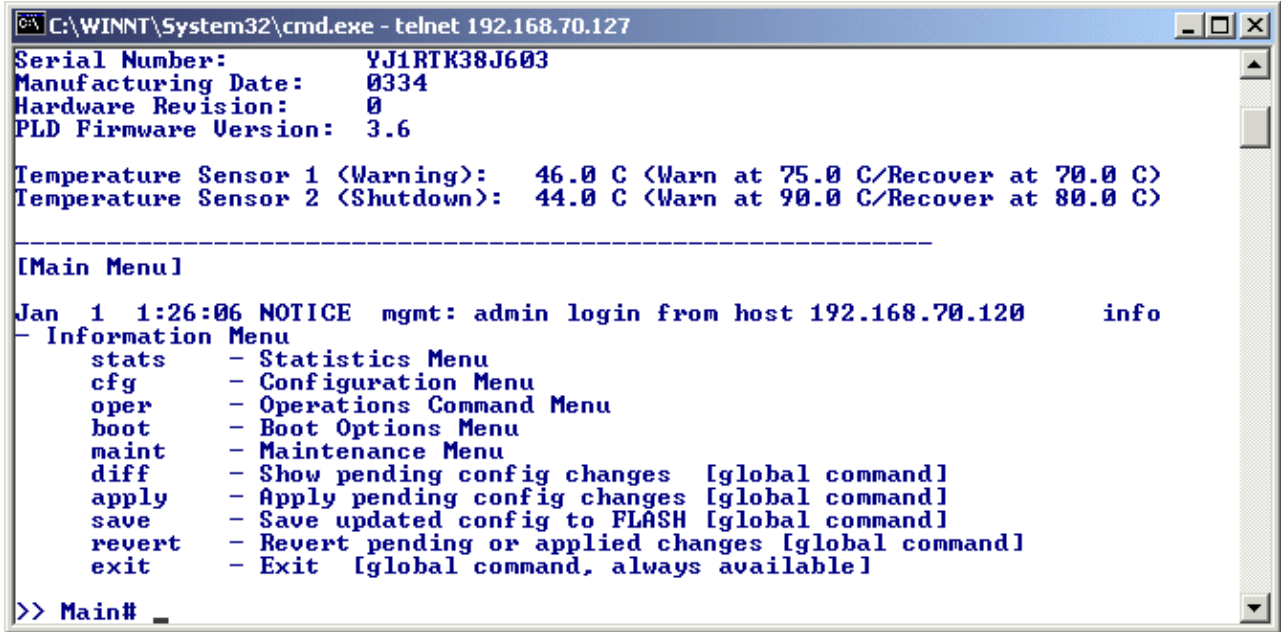 C:\WINNT\System32\cmd.exe - telnet 192.168.70.127
Serial Number:         YJ1RTK38J603
Manufacturing Date:    0334
Hardware Revision:     0
PLD Firmware Version:  3.6
Temperature Sensor 1 (Warning):   46.0 C (Warn at 75.0 C/Recover at 70.0 C)
Temperature Sensor 2 (Shutdown):  44.0 C (Warn at 90.0 C/Recover at 80.0 C)
------------------------------------------------------------
[Main Menu]
Jan  1  1:26:06 NOTICE  mgmt: admin login from host 192.168.70.120     info
- Information Menu
     stats    - Statistics Menu
     cfg      - Configuration Menu
     oper     - Operations Command Menu
     boot     - Boot Options Menu
     maint    - Maintenance Menu
     diff     - Show pending config changes  [global command]
     apply    - Apply pending config changes [global command]
     save     - Save updated config to FLASH [global command]
     revert   - Revert pending or applied changes [global command]
     exit     - Exit  [global command, always available]
>> Main# _